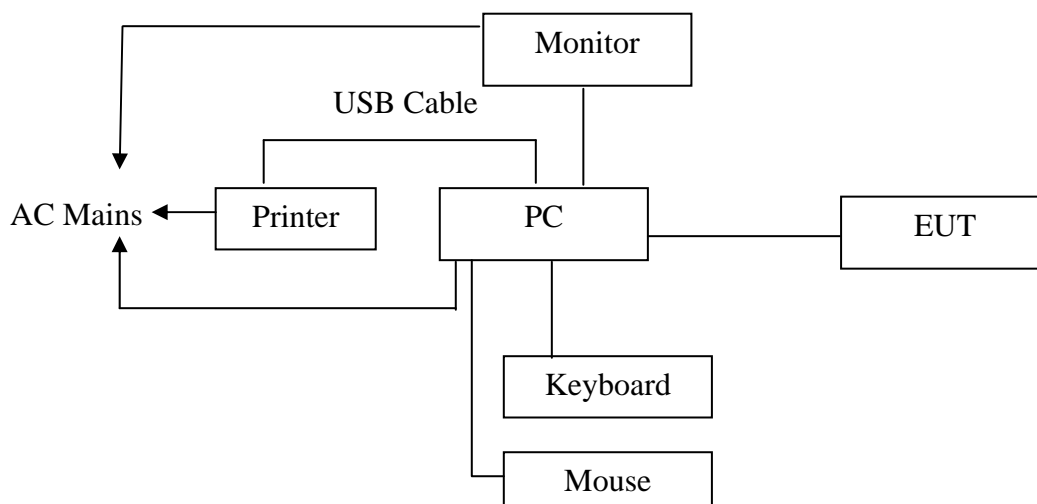 Monitor
USB Cable
AC Mains
Printer
PC
EUT
Keyboard
Mouse